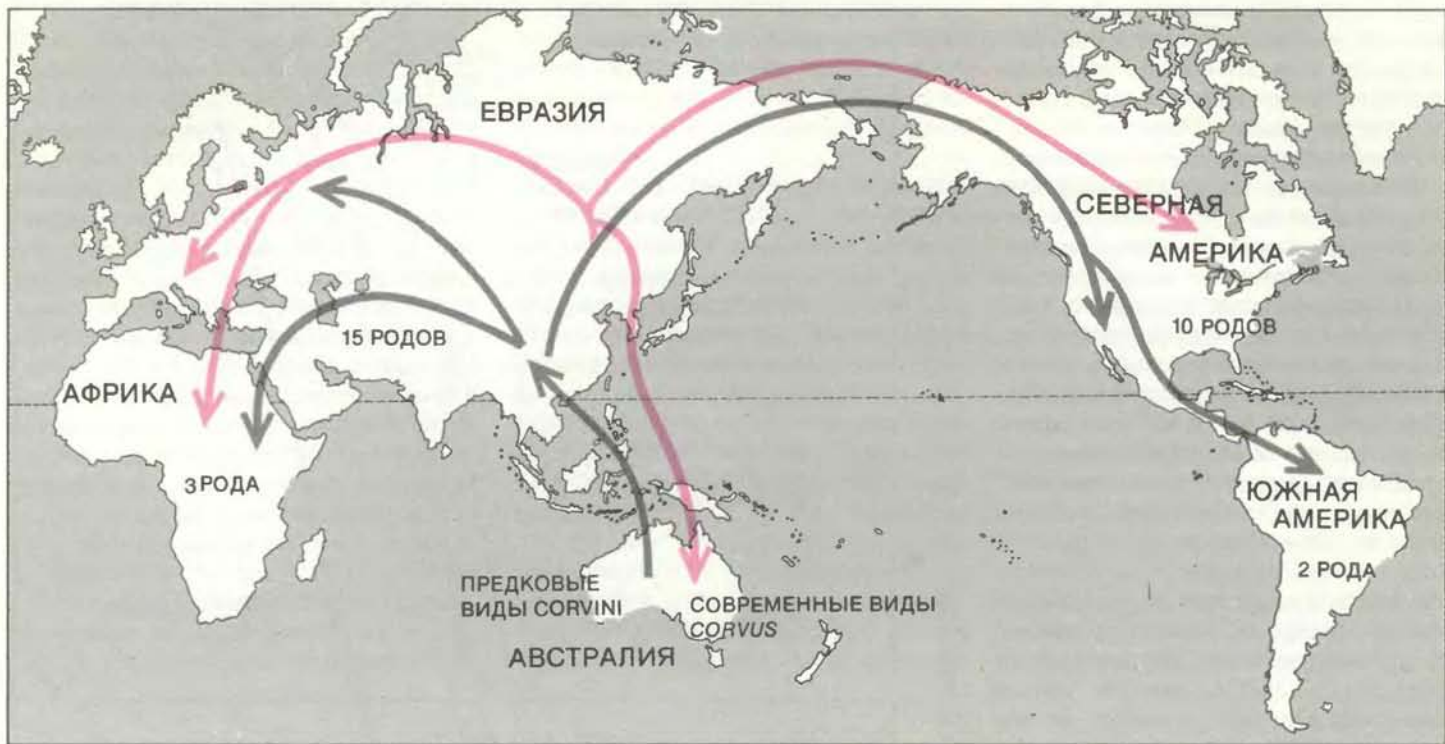 ЕВРАЗИЯ
СЕВЕРНАЯ
АМЕРИКА
15 РОДОВ
10 РОДОВ
АФРИКА
3 РОДА
ЮЖНАЯ
АМЕРИКА
2 РОДА
ПРЕДКОВЫЕ
ВИДЫ CORVINI
СОВРЕМЕННЫЕ ВИДЫ
CORVUS
АВСТРАЛИЯ